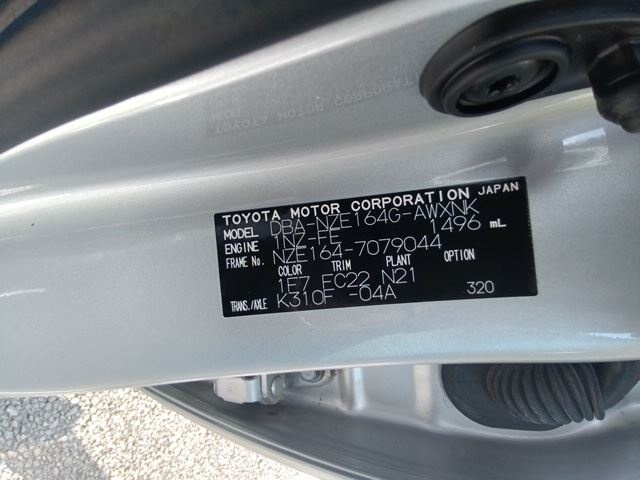 TOYOTA MOTOR CORPORATION JAPAN
MODEL DBA-NZE164G-AWXNK
ENGINE 1NZ-FE 1496 mL
FRAME No. NZE164-7079044
COLOR TRIM PLANT OPTION
1E7 EC22 N21
TRANS./AXLE K310F -04A 320